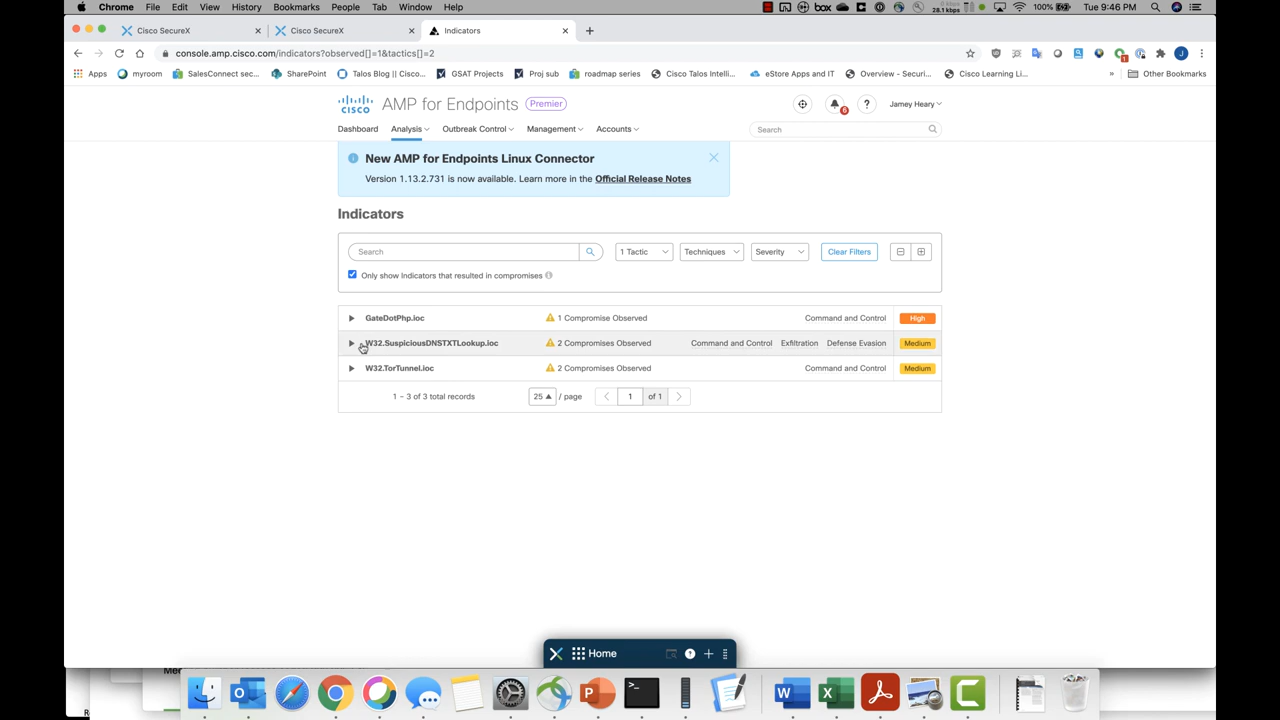 Chrome File Edit View History Bookmarks People Tab Window Help 28.1 kbps 100% Tue 9:46 PM
Cisco SecureX Cisco SecureX Indicators
console.amp.cisco.com/indicators?observed[]=1&tactics[]=2 J
Apps myroom SalesConnect sec... SharePoint Talos Blog || Cisco... GSAT Projects Proj sub roadmap series Cisco Talos Intelli... eStore Apps and IT Overview - Securi... Cisco Learning Li... » Other Bookmarks
CISCO AMP for Endpoints Premier 6 ? Jamey Heary
Dashboard Analysis Outbreak Control Management Accounts Search
New AMP for Endpoints Linux Connector
Version 1.13.2.731 is now available. Learn more in the Official Release Notes
Indicators
Search 1 Tactic Techniques Severity Clear Filters
Only show Indicators that resulted in compromises
GateDotPhp.ioc 1 Compromise Observed Command and Control High
W32.SuspiciousDNSTXTLookup.ioc 2 Compromises Observed Command and Control Exfiltration Defense Evasion Medium
W32.TorTunnel.ioc 2 Compromises Observed Command and Control Medium
1 - 3 of 3 total records 25 / page 1 of 1
Home ?